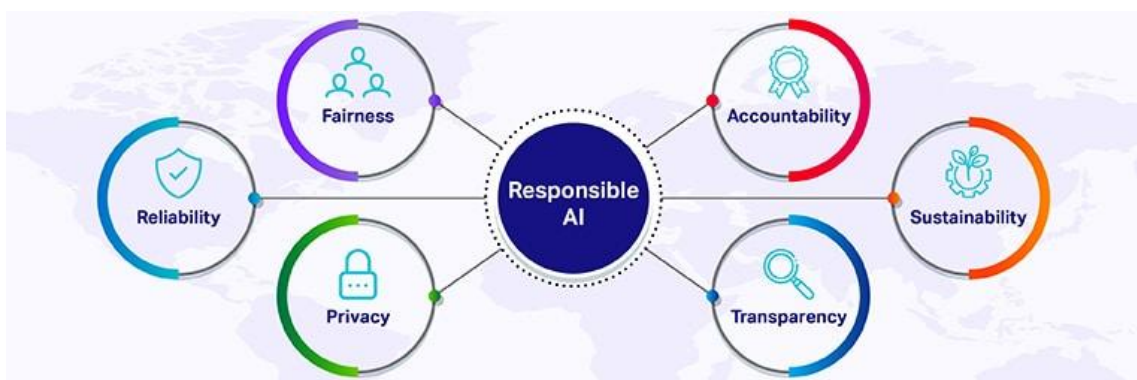 Fairness
Accountability
Reliability
Responsible
AI
Sustainability
Privacy
Transparency